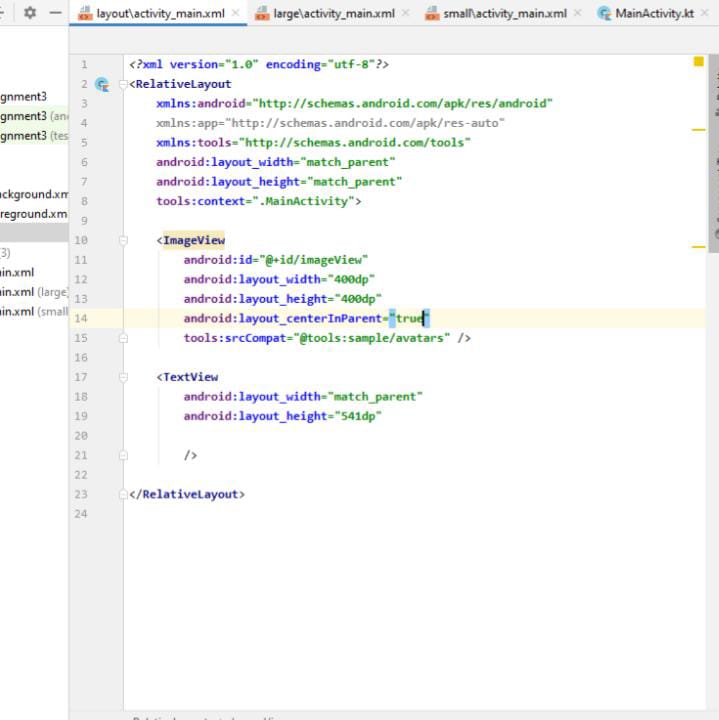 layout\activity_main.xml
large\activity_main.xml
small\activity_main.xml
MainActivity.kt
gnment3
gnment3 (an
gnment3 (tes
ckground.xm
reground.xm
(3)
ain.xml
ain.xml (large)
ain.xml (small
1 <?xml version="1.0" encoding="utf-8"?>
2 <RelativeLayout
3 xmlns:android="http://schemas.android.com/apk/res/android"
4 xmlns:app="http://schemas.android.com/apk/res-auto"
5 xmlns:tools="http://schemas.android.com/tools"
6 android:layout_width="match_parent"
7 android:layout_height="match_parent"
8 tools:context=".MainActivity">
9
10 <ImageView
11 android:id="@+id/imageView"
12 android:layout_width="400dp"
13 android:layout_height="400dp"
14 android:layout_centerInParent="true"
15 tools:srcCompat="@tools:sample/avatars" />
16
17 <TextView
18 android:layout_width="match_parent"
19 android:layout_height="541dp"
20
21 />
22
23 </RelativeLayout>
24